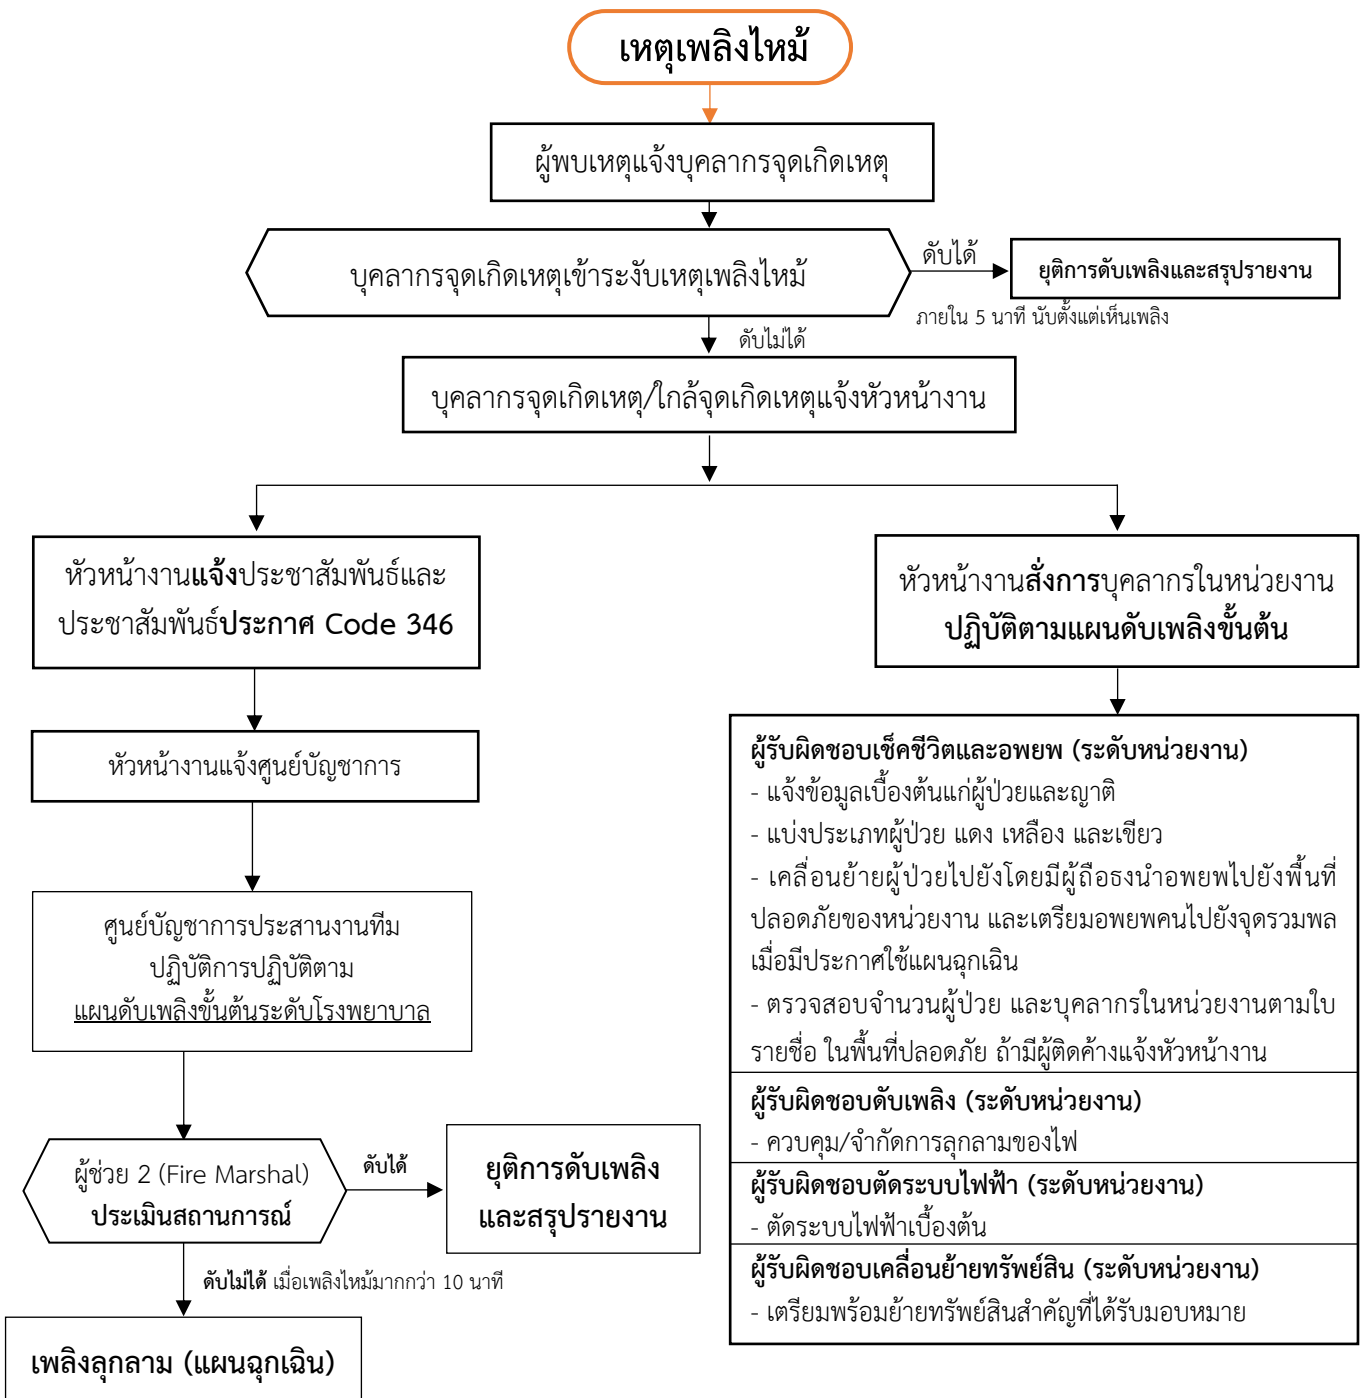 เหตุเพลิงไหม้
ผู้พบเหตุแจ้งบุคลากรจุดเกิดเหตุ
บุคลากรจุดเกิดเหตุเข้าระงับเหตุเพลิงไหม้
ดับได้
ยุติการดับเพลิงและสรุปรายงาน
ภายใน 5 นาที นับตั้งแต่เห็นเพลิง
ดับไม่ได้
บุคลากรจุดเกิดเหตุ/ใกล้จุดเกิดเหตุแจ้งหัวหน้างาน
หัวหน้างานแจ้งประชาสัมพันธ์และ
ประชาสัมพันธ์ประกาศ Code 346
หัวหน้างานแจ้งศูนย์บัญชาการ
ศูนย์บัญชาการประสานงานทีม
ปฏิบัติการปฏิบัติตาม
แผนดับเพลิงขั้นต้นระดับโรงพยาบาล
ผู้ช่วย 2 (Fire Marshal)
ประเมินสถานการณ์
ดับได้
ยุติการดับเพลิง
และสรุปรายงาน
ดับไม่ได้ เมื่อเพลิงไหม้มากกว่า 10 นาที
เพลิงลุกลาม (แผนฉุกเฉิน)
หัวหน้างานสั่งการบุคลากรในหน่วยงาน
ปฏิบัติตามแผนดับเพลิงขั้นต้น
ผู้รับผิดชอบเช็คชีวิตและอพยพ (ระดับหน่วยงาน)
- แจ้งข้อมูลเบื้องต้นแก่ผู้ป่วยและญาติ
- แบ่งประเภทผู้ป่วย แดง เหลือง และเขียว
- เคลื่อนย้ายผู้ป่วยไปยังโดยมีผู้ถือธงนำอพยพไปยังพื้นที่
ปลอดภัยของหน่วยงาน และเตรียมอพยพคนไปยังจุดรวมพล
เมื่อมีประกาศใช้แผนฉุกเฉิน
- ตรวจสอบจำนวนผู้ป่วย และบุคลากรในหน่วยงานตามใบ
รายชื่อ ในพื้นที่ปลอดภัย ถ้ามีผู้ติดค้างแจ้งหัวหน้างาน
ผู้รับผิดชอบดับเพลิง (ระดับหน่วยงาน)
- ควบคุม/จำกัดการลุกลามของไฟ
ผู้รับผิดชอบตัดระบบไฟฟ้า (ระดับหน่วยงาน)
- ตัดระบบไฟฟ้าเบื้องต้น
ผู้รับผิดชอบเคลื่อนย้ายทรัพย์สิน (ระดับหน่วยงาน)
- เตรียมพร้อมย้ายทรัพย์สินสำคัญที่ได้รับมอบหมาย